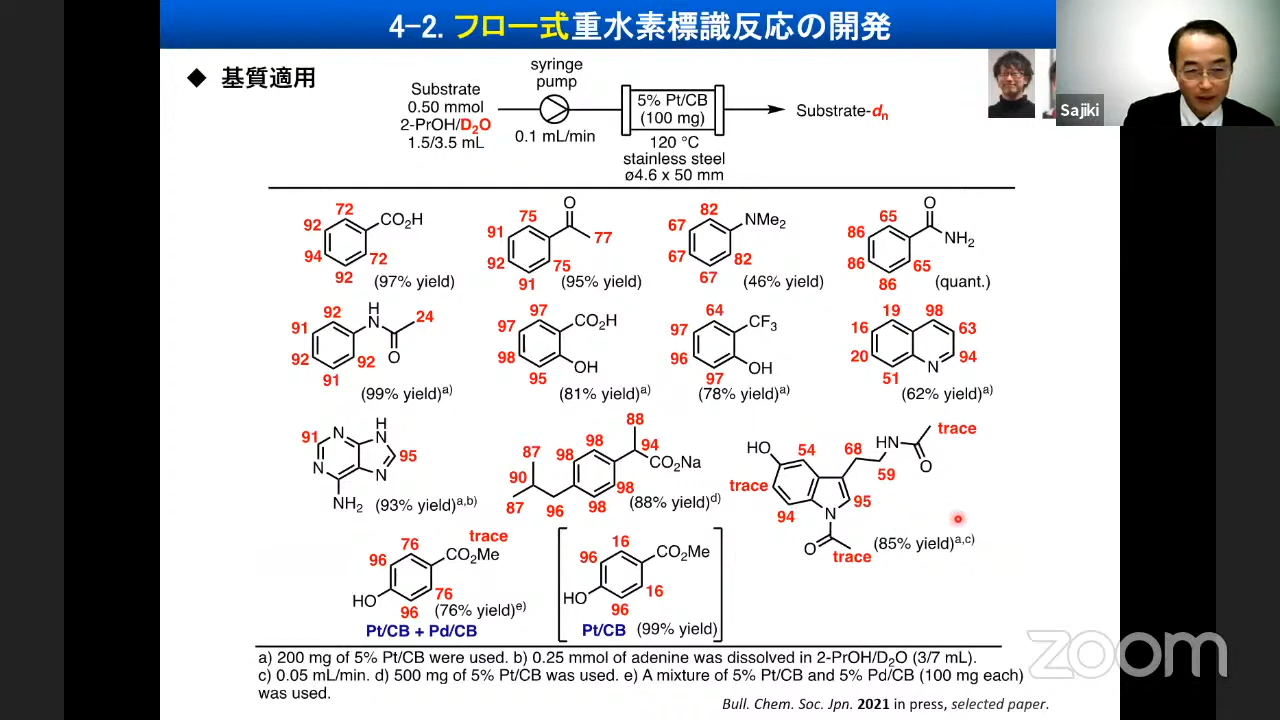 4-2. フロー式重水素標識反応の開発
◆ 基質適用
Substrate
0.50 mmol
2-PrOH/D2O
1.5/3.5 mL
syringe
pump
0.1 mL/min
5% Pt/CB
(100 mg)
120 °C
stainless steel
ø4.6 x 50 mm
Substrate-dn
Sajiki
72
92
94
92
72
CO2H
(97% yield)
75
91
92
91
75
O
77
(95% yield)
82
67
67
67
82
NMe2
(46% yield)
65
86
86
86
65
O
NH2
(quant.)
92
91
92
91
92
H
N
O
24
(99% yield)a)
97
97
98
95
CO2H
OH
(81% yield)a)
64
97
96
97
CF3
OH
(78% yield)a)
19
98
16
63
20
94
51
N
(62% yield)a)
91
N
H
N
N
N
95
NH2
(93% yield)a,b)
87
90
87
96
98
98
98
98
88
94
CO2Na
(88% yield)d)
HO
54
68
HN
O
trace
59
trace
94
95
N
O
trace
(85% yield)a,c)
76
96
96
76
trace
CO2Me
HO
(76% yield)e)
Pt/CB + Pd/CB
16
96
96
16
CO2Me
HO
Pt/CB (99% yield)
zoom
a) 200 mg of 5% Pt/CB were used. b) 0.25 mmol of adenine was dissolved in 2-PrOH/D2O (3/7 mL).
c) 0.05 mL/min. d) 500 mg of 5% Pt/CB was used. e) A mixture of 5% Pt/CB and 5% Pd/CB (100 mg each)
was used.
Bull. Chem. Soc. Jpn. 2021 in press, selected paper.